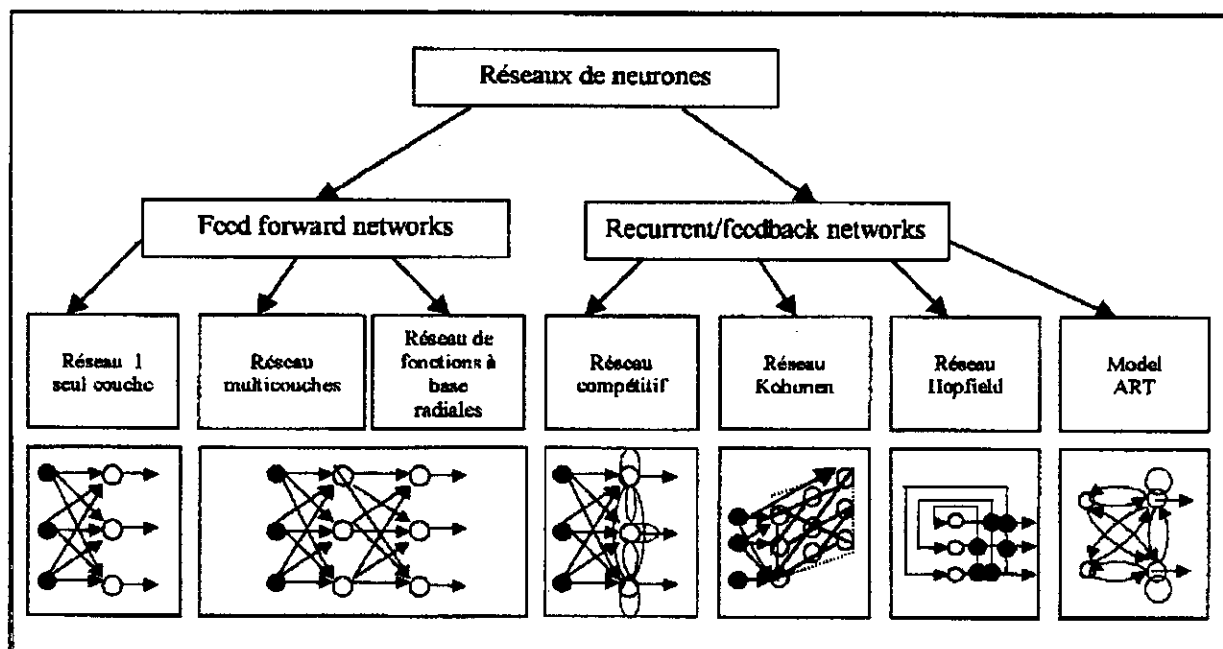 Réseaux de neurones
Feed forward networks
Recurrent/feedback networks
Réseau 1
seul couche
Réseau
multicouches
Réseau de
fonctions à
base
radiales
Réseau
compétitif
Réseau
Kohunen
Réseau
Hopfield
Model
ART